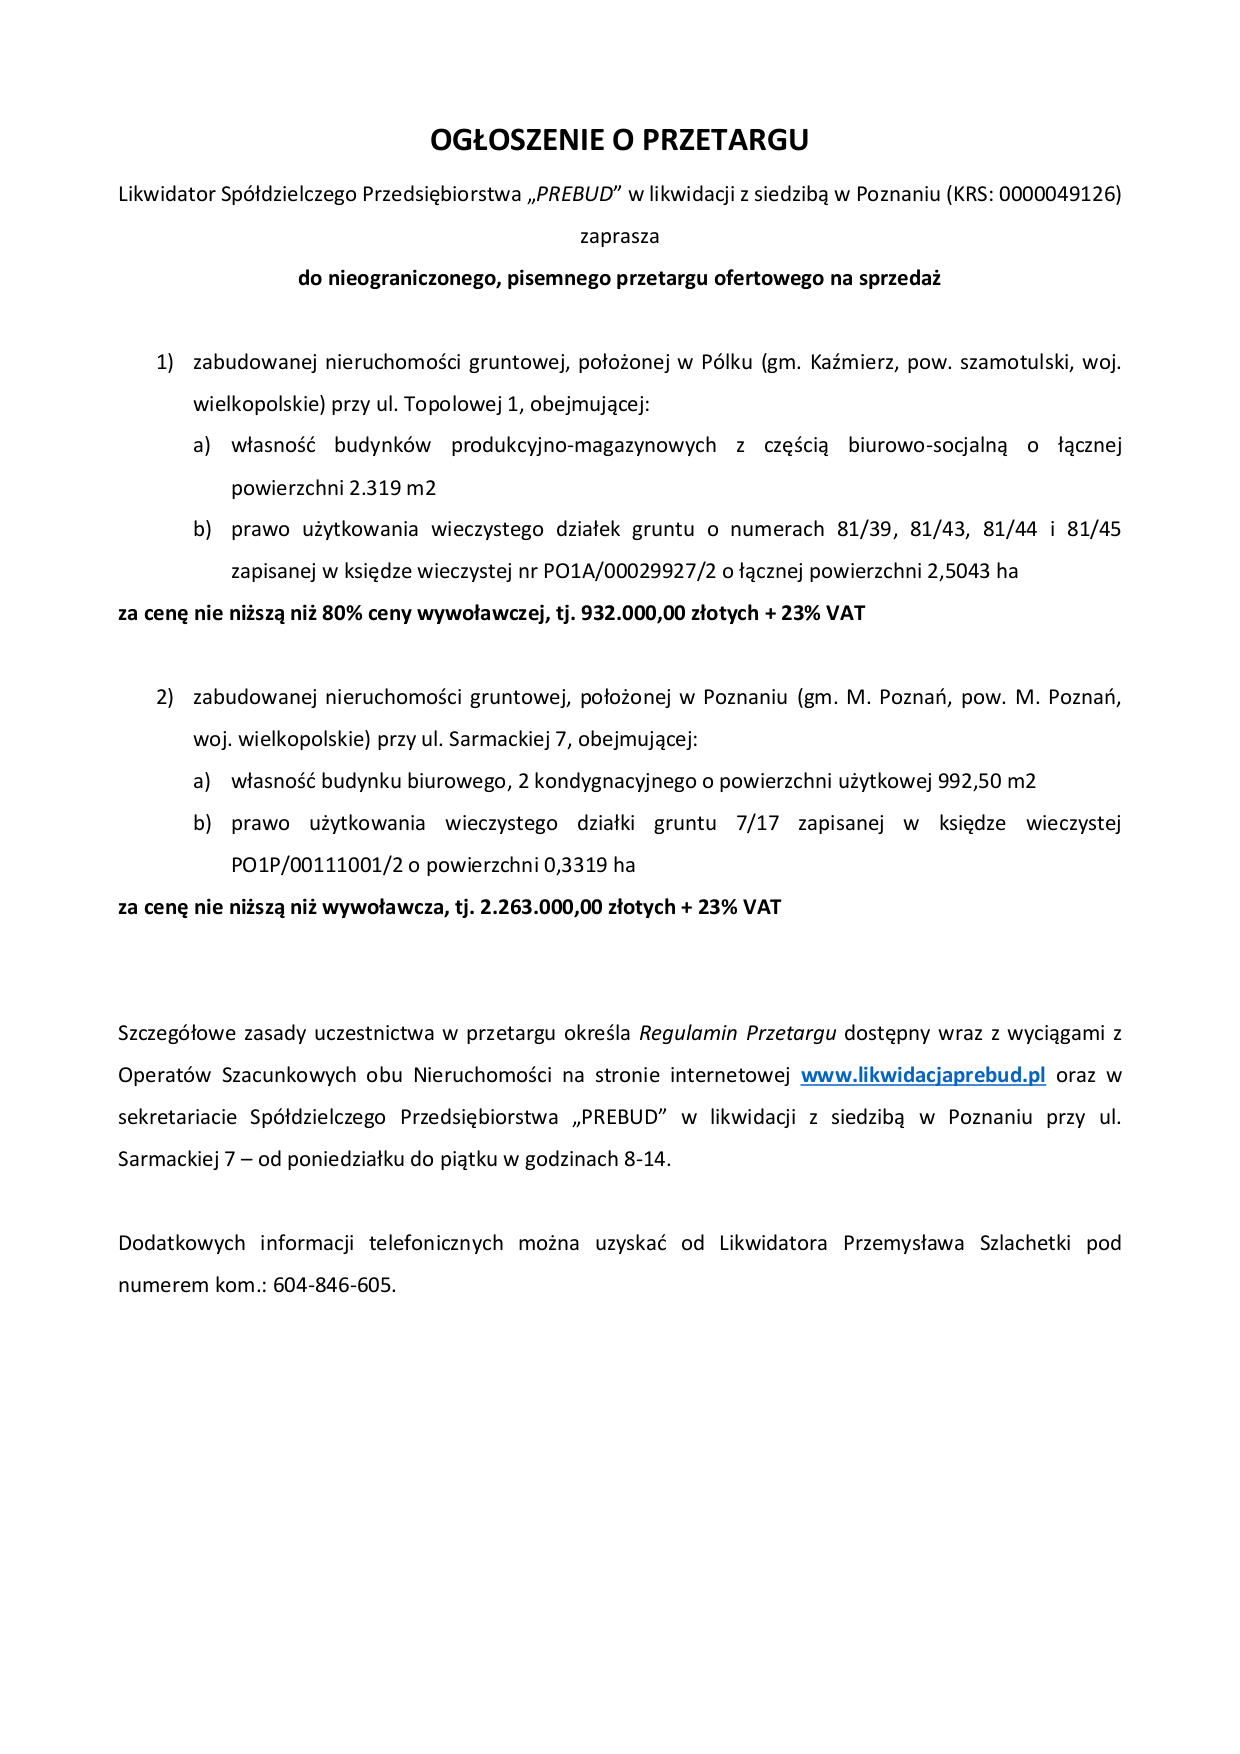 OGŁOSZENIE O PRZETARGU
Likwidator Spółdzielczego Przedsiębiorstwa „PREBUD” w likwidacji z siedzibą w Poznaniu (KRS: 0000049126)
zaprasza
do nieograniczonego, pisemnego przetargu ofertowego na sprzedaż
1) zabudowanej nieruchomości gruntowej, położonej w Pólku (gm. Kaźmierz, pow. szamotulski, woj.
wielkopolskie) przy ul. Topolowej 1, obejmującej:
a) własność budynków produkcyjno-magazynowych z częścią biurowo-socjalną o łącznej
powierzchni 2.319 m2
b) prawo użytkowania wieczystego działek gruntu o numerach 81/39, 81/43, 81/44 i 81/45
zapisanej w księdze wieczystej nr PO1A/00029927/2 o łącznej powierzchni 2,5043 ha
za cenę nie niższą niż 80% ceny wywoławczej, tj. 932.000,00 złotych + 23% VAT
2) zabudowanej nieruchomości gruntowej, położonej w Poznaniu (gm. M. Poznań, pow. M. Poznań,
woj. wielkopolskie) przy ul. Sarmackiej 7, obejmującej:
a) własność budynku biurowego, 2 kondygnacyjnego o powierzchni użytkowej 992,50 m2
b) prawo użytkowania wieczystego działki gruntu 7/17 zapisanej w księdze wieczystej
PO1P/00111001/2 o powierzchni 0,3319 ha
za cenę nie niższą niż wywoławcza, tj. 2.263.000,00 złotych + 23% VAT
Szczegółowe zasady uczestnictwa w przetargu określa Regulamin Przetargu dostępny wraz z wyciągami z
Operatów Szacunkowych obu Nieruchomości na stronie internetowej www.likwidacjaprebud.pl oraz w
sekretariacie Spółdzielczego Przedsiębiorstwa „PREBUD” w likwidacji z siedzibą w Poznaniu przy ul.
Sarmackiej 7 – od poniedziałku do piątku w godzinach 8-14.
Dodatkowych informacji telefonicznych można uzyskać od Likwidatora Przemysława Szlachetki pod
numerem kom.: 604-846-605.